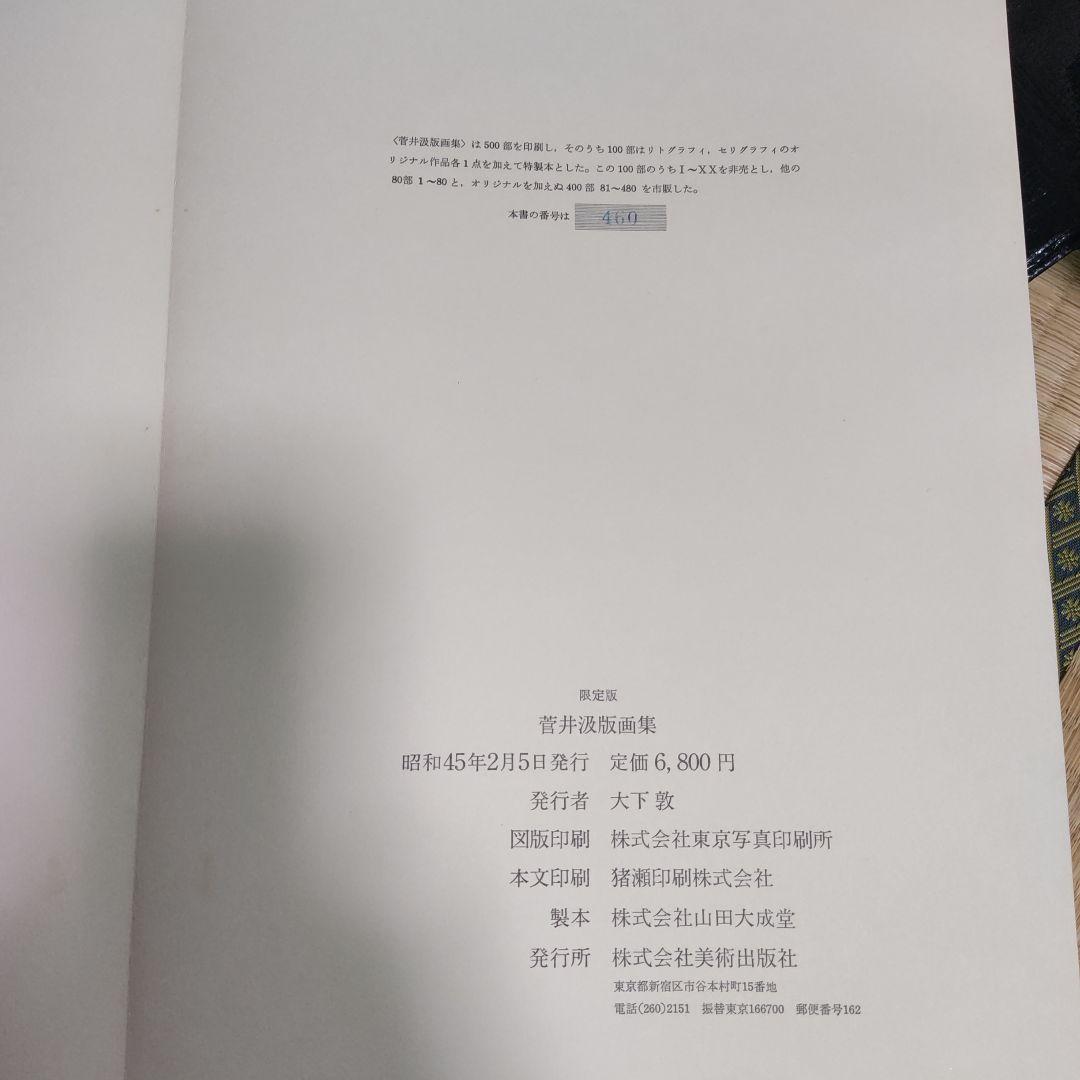 〈菅井汲版画集〉は500部を印刷し，そのうち100部はリトグラフィ，セリグラフィのオ
リジナル作品各1点を加えて特製本とした。この100部のうちI〜XXを非売とし，他の
80部 1〜80と，オリジナルを加えぬ400部 81〜480 を市販した。
本書の番号は 460
限定版
菅井汲版画集
昭和45年2月5日発行 定価 6,800 円
発行者 大下 敦
図版印刷 株式会社東京写真印刷所
本文印刷 猪瀬印刷株式会社
製本 株式会社山田大成堂
発行所 株式会社美術出版社
東京都新宿区市谷本村町15番地
電話(260)2151 振替東京166700 郵便番号162